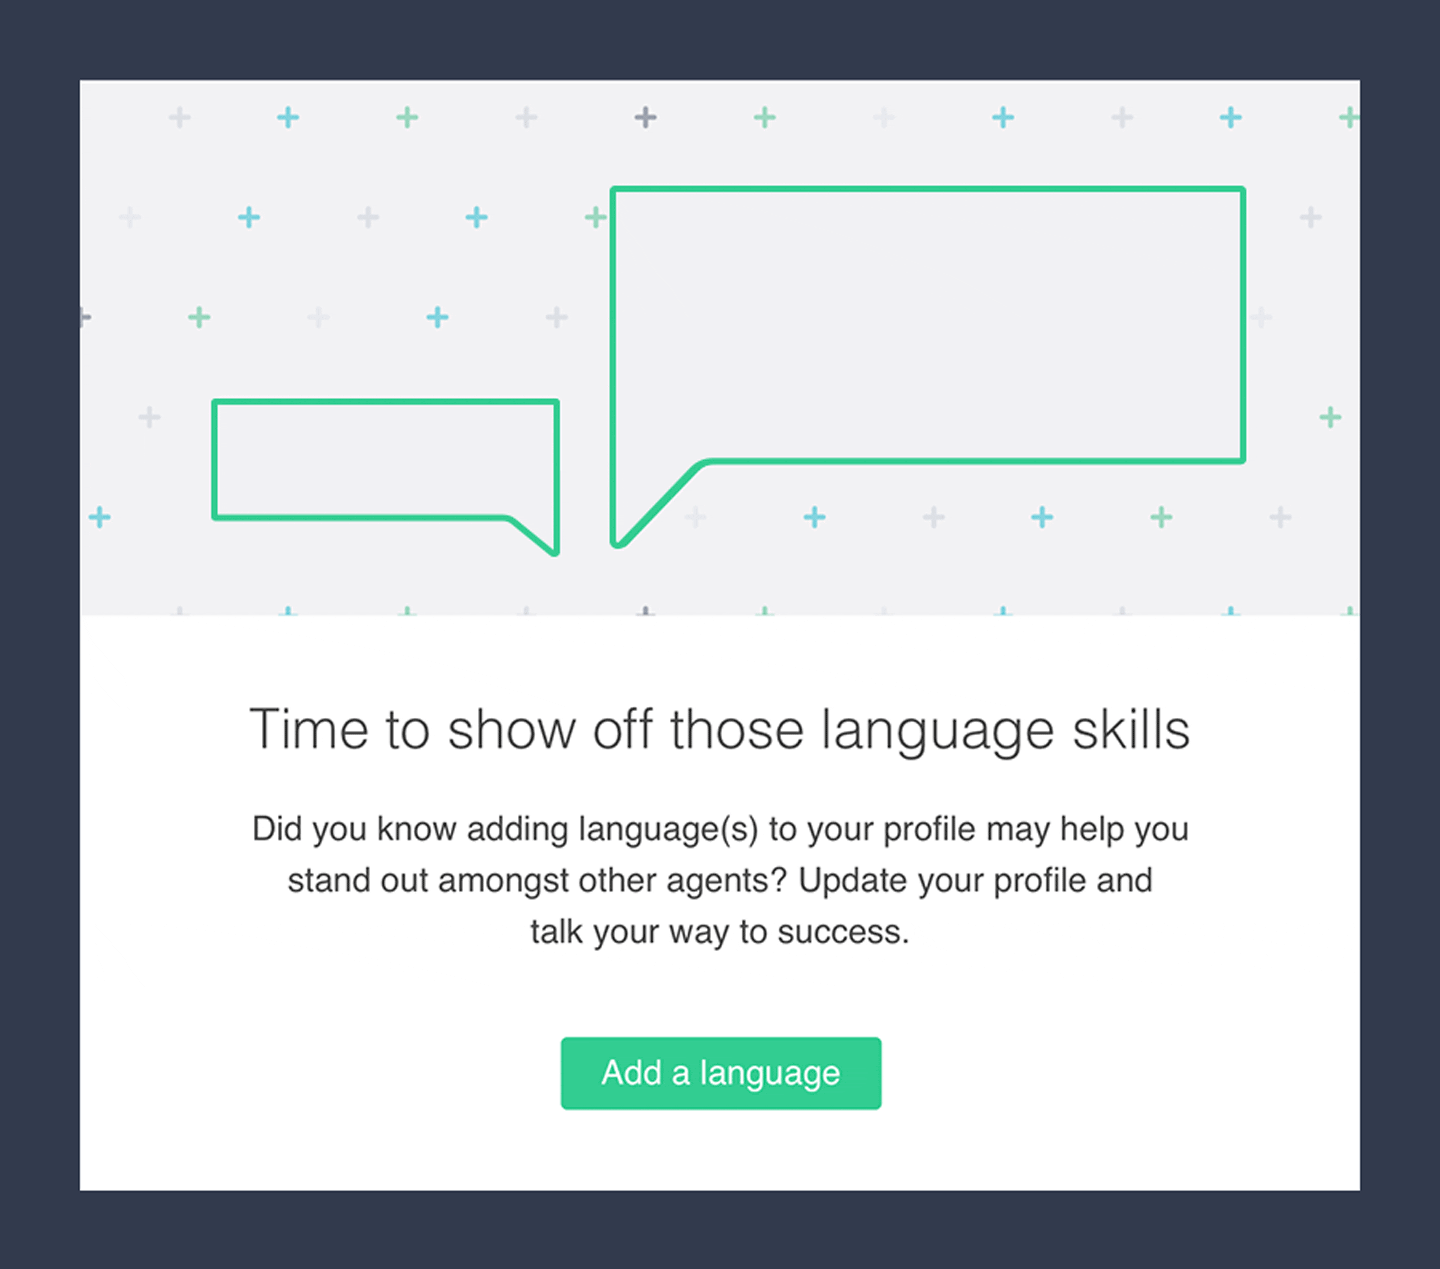 Time to show off those language skills
Did you know adding language(s) to your profile may help you
stand out amongst other agents? Update your profile and
talk your way to success.
Add a language